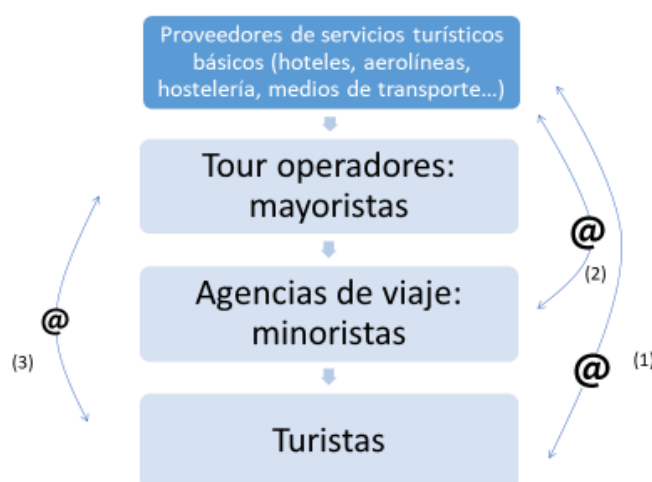 Proveedores de servicios turísticos
básicos (hoteles, aerolíneas,
hostelería, medios de transporte…)
Tour operadores:
mayoristas
@
(2)
Agencias de viaje:
minoristas
@
(3)
@
(1)
Turistas